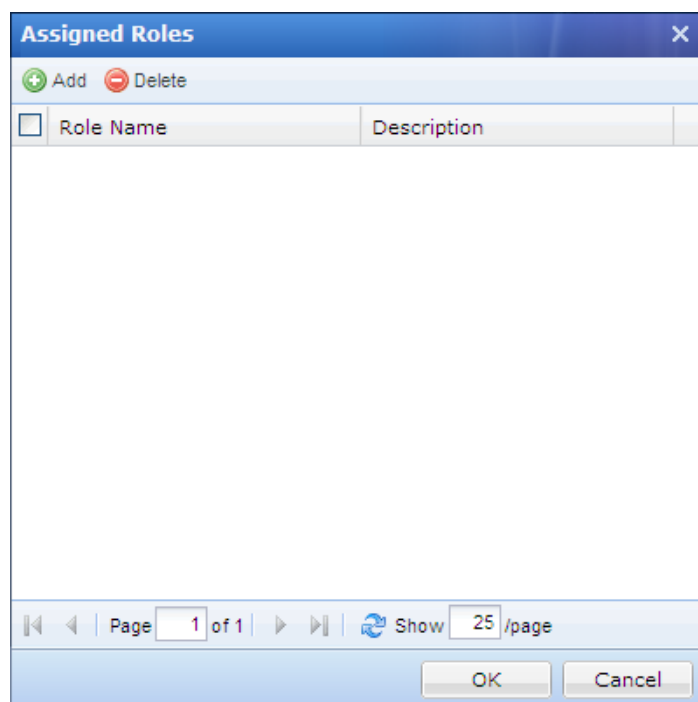 Assigned Roles
Add Delete
Role Name Description
Page 1 of 1 Show 25 /page
OK Cancel